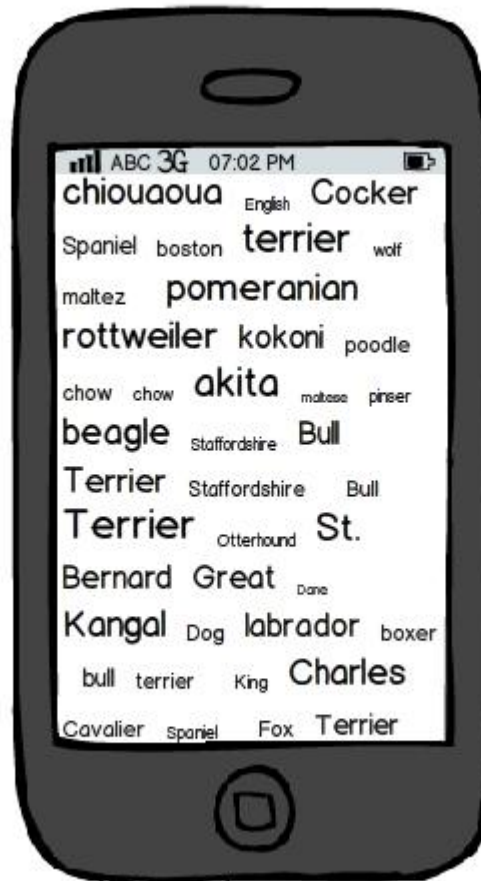 ABC 3G 07:02 PM
chiouaoua English Cocker
Spaniel boston terrier wolf
maltez pomeranian
rottweiler kokoni poodle
chow chow akita maltese pinser
beagle Staffordshire Bull
Terrier Staffordshire Bull
Terrier Otterhound St.
Bernard Great Dane
Kangal Dog labrador boxer
bull terrier King Charles
Cavalier Spaniel Fox Terrier